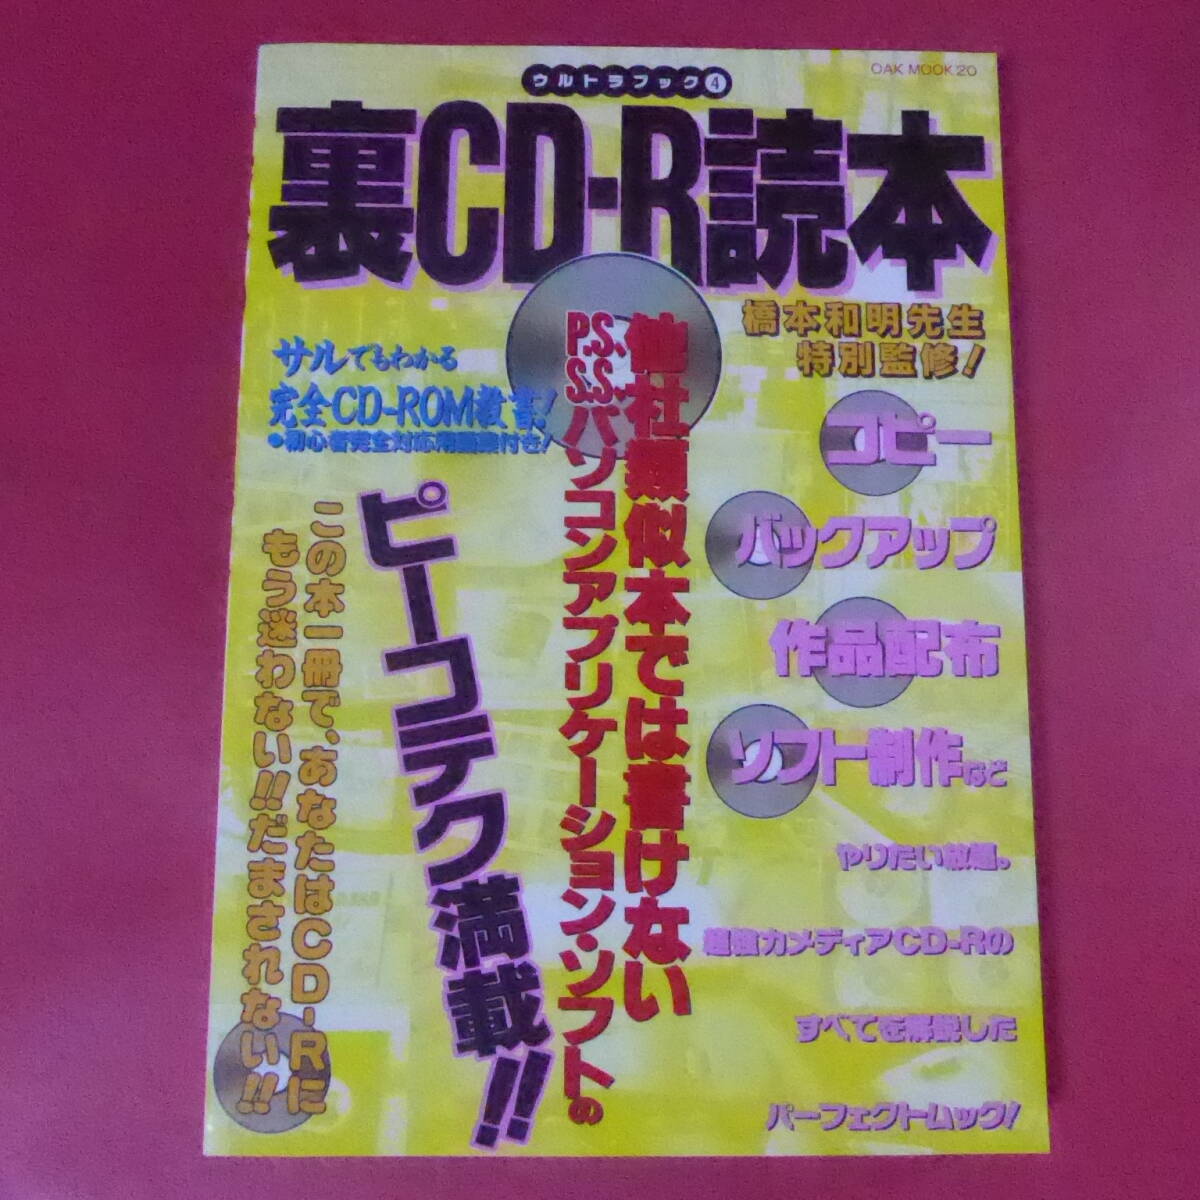 ウルトラブック④
OAK MOOK 20
裏CD-R読本
橋本和明先生
特別監修!
サルでもわかる
完全CD-ROM教書!
●初心者完全対応用語集付き!
他社類似本では書けない
P.S.、S.S.、パソコンアプリケーション・ソフトの
ピーコテク満載!!
コピー
バックアップ
作品配布
ソフト制作など
やりたい放題。
超強力メディアCD-Rの
すべてを解説した
パーフェクトムック!
この本一冊で、あなたはCD-Rに
もう迷わない!!だまされない!!